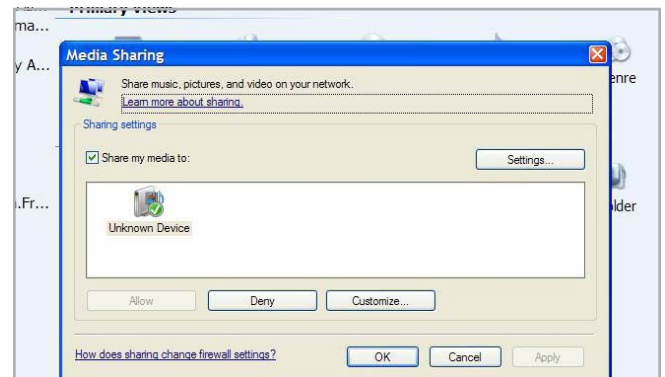 Primary Views
ma...
Media Sharing
y A...
enre
Share music, pictures, and video on your network.
Learn more about sharing.
Sharing settings
Share my media to:
Settings...
.Fr...
lder
Unknown Device
Allow
Deny
Customize...
How does sharing change firewall settings?
OK
Cancel
Apply